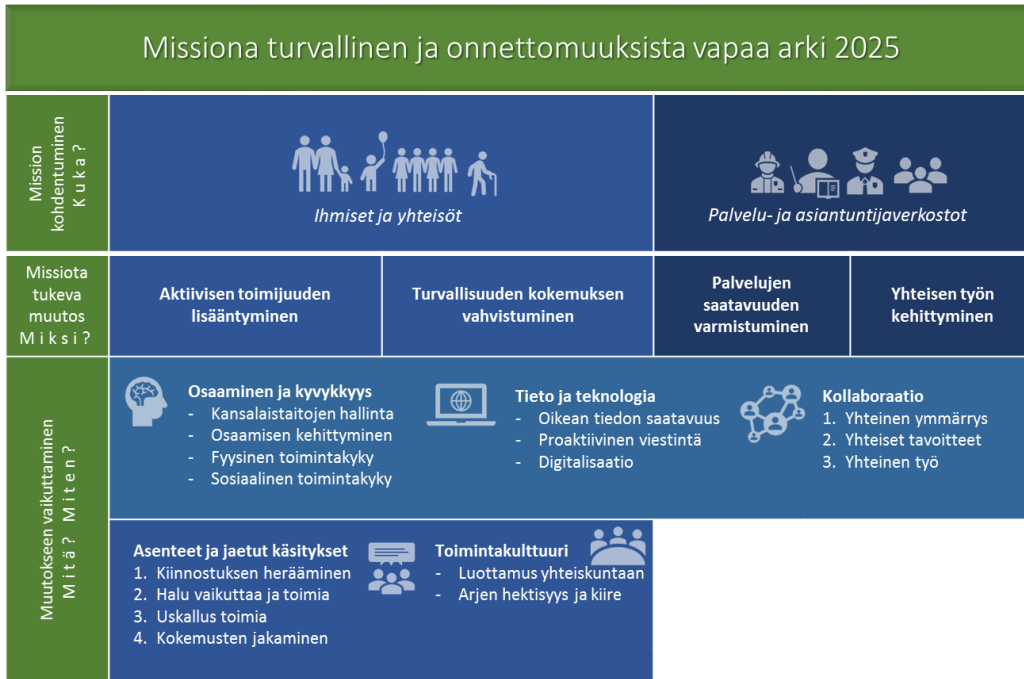 Missiona turvallinen ja onnettomuuksista vapaa arki 2025
Mission
kohdentuminen
Kuka?
Ihmiset ja yhteisöt
Palvelu- ja asiantuntijaverkostot
Missiota
tukeva
muutos
Miksi?
Aktiivisen toimijuuden
lisääntyminen
Turvallisuuden kokemuksen
vahvistuminen
Palvelujen
saatavuuden
varmistuminen
Yhteisen työn
kehittyminen
Muutokseen vaikuttaminen
Mitä? Miten?
Osaaminen ja kyvykkyys
- Kansalaistaitojen hallinta
- Osaamisen kehittyminen
- Fyysinen toimintakyky
- Sosiaalinen toimintakyky
Tieto ja teknologia
- Oikean tiedon saatavuus
- Proaktiivinen viestintä
- Digitalisaatio
Kollaboraatio
1. Yhteinen ymmärrys
2. Yhteiset tavoitteet
3. Yhteinen työ
Asenteet ja jaetut käsitykset
1. Kiinnostuksen herääminen
2. Halu vaikuttaa ja toimia
3. Uskallus toimia
4. Kokemusten jakaminen
Toimintakulttuuri
- Luottamus yhteiskuntaan
- Arjen hektisyys ja kiire